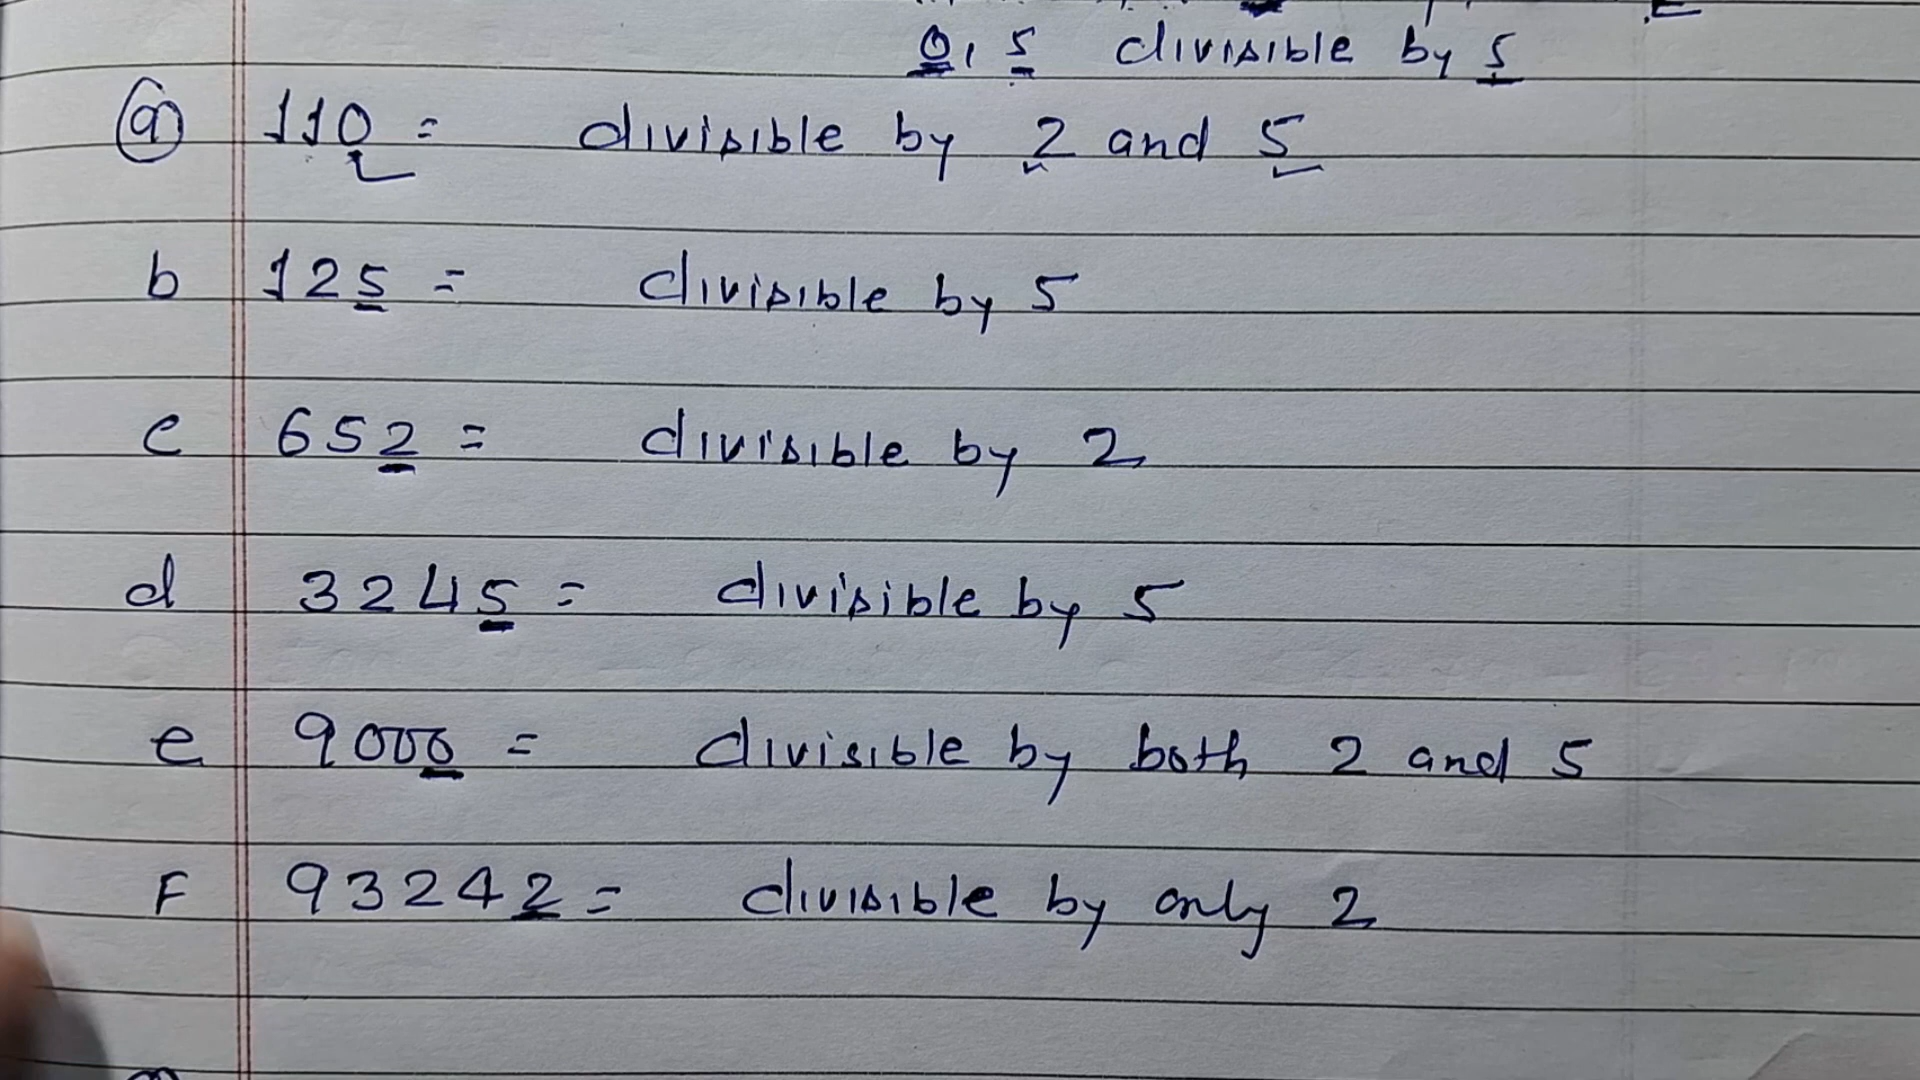 0, 5 divisible by 5
a 110 = divisible by 2 and 5
b 125 = divisible by 5
c 652 = divisible by 2
d 3245 = divisible by 5
e 9000 = divisible by both 2 and 5
F 93242 = divisible by only 2